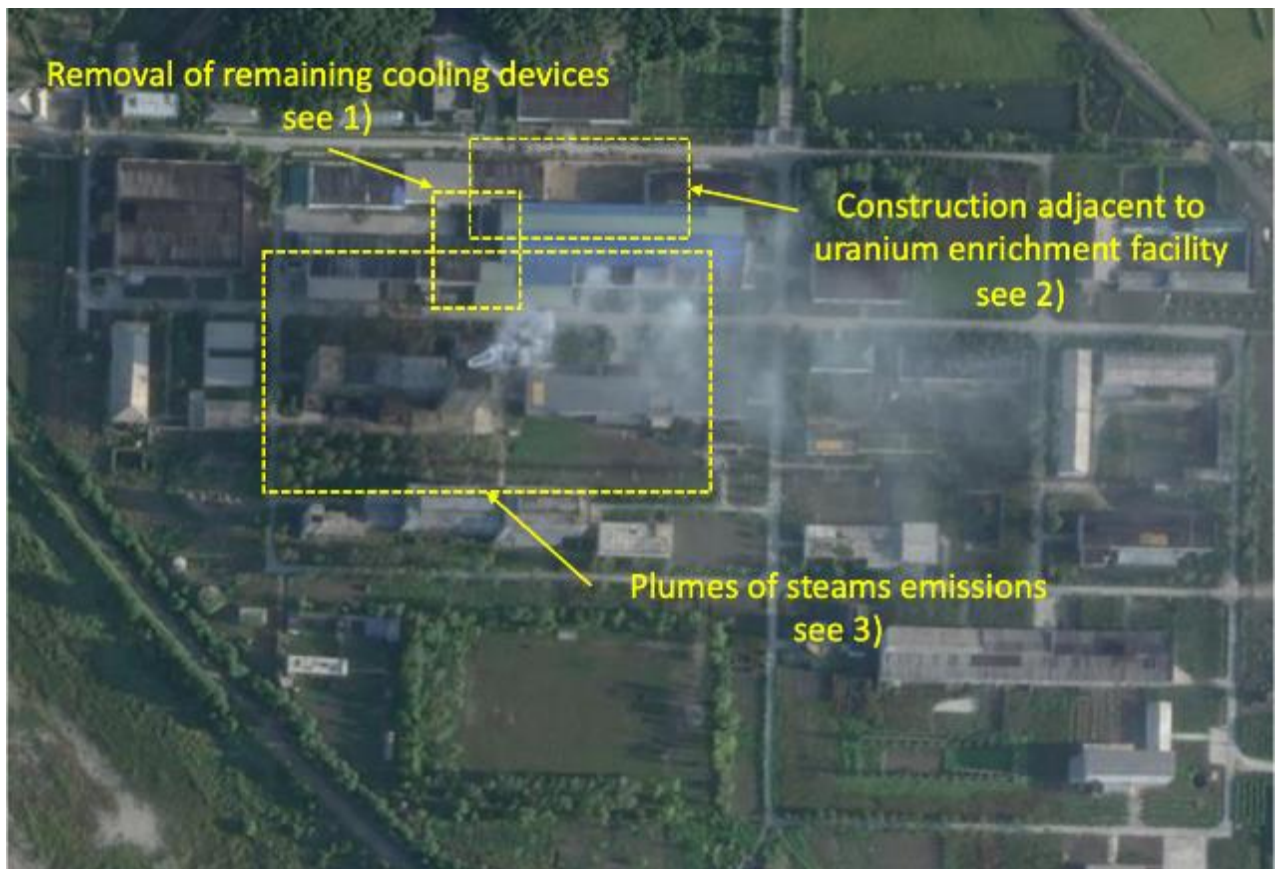 Removal of remaining cooling devices
see 1)
Construction adjacent to
uranium enrichment facility
see 2)
Plumes of steams emissions
see 3)